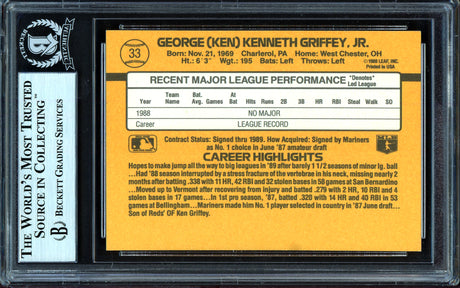 BECKETT
THE WORLD'S MOST TRUSTED
SOURCE IN COLLECTING™
BECKETT GRADING SERVICES
33
GEORGE (KEN) KENNETH GRIFFEY, JR.
Born: Nov. 21, 1969 Charleroi, PA Home: West Chester, OH
Ht.: 6'3" Wgt.: 195 Bats: Left Throws: Left
©1988 LEAF, INC.
Printed in USA
RECENT MAJOR LEAGUE PERFORMANCE
*Denotes
Led League
Year Team Name Bat. Avg. Games At Bat Hits Runs 2B 3B HR RBI Steal Walk SO
1988 NO MAJOR
Career LEAGUE RECORD
Contract Status: Signed thru 1989. How Acquired: Signed by Mariners
as No. 1 choice in June '87 amateur draft
CAREER HIGHLIGHTS
Hopes to make jump all the way to big leagues in '89 after barely 1 1/2 seasons of minor lg. ball
...Had '88 season interrupted by a stress fracture of the vertebrae in his neck, missing nearly 2
months after batting .338 with 11 HR, 42 RBI and 32 stolen bases in 58 games at San Bernardino
...Moved up to Vermont after recovering from injury and batted .279 with 2 HR, 10 RBI and 4
stolen bases in 17 games...In 1st pro season, '87, batted .320 with 14 HR and 40 RBI in 53
games at Bellingham...Mariners made him No. 1 player selected in country in '87 June draft...
Son of Reds' OF Ken Griffey.